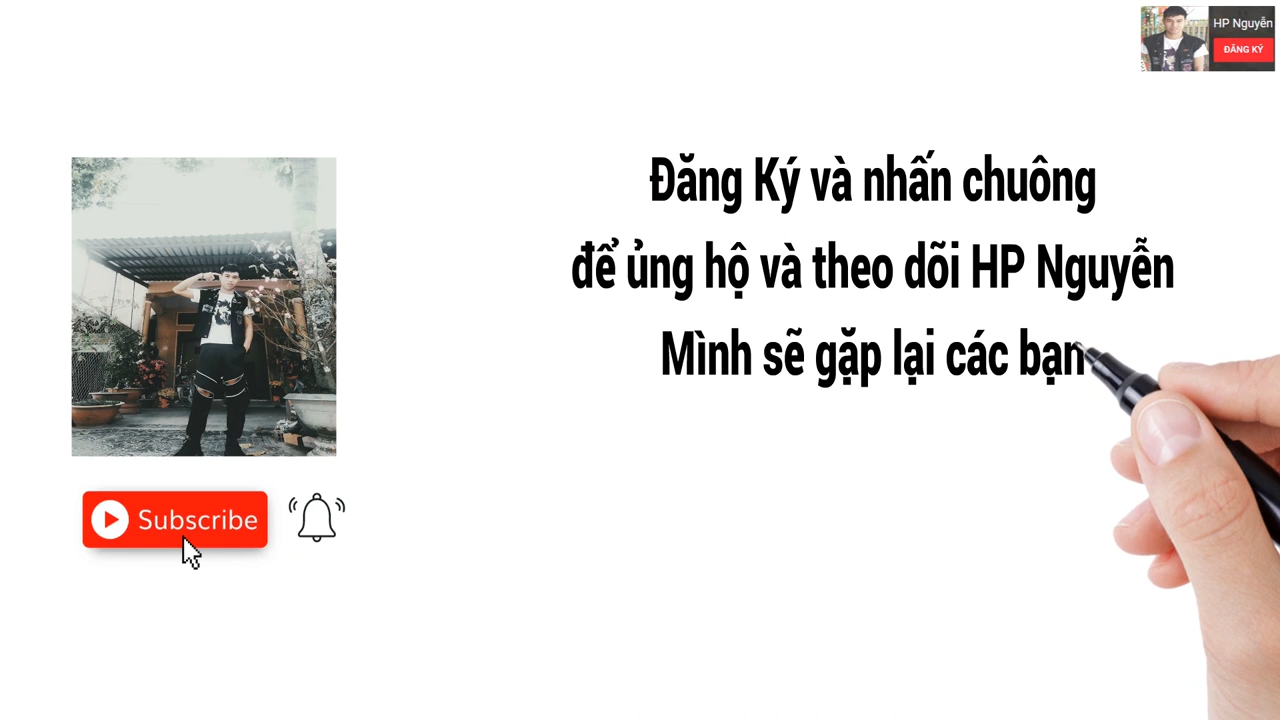 HP Nguyễn
ĐĂNG KÝ
Đăng Ký và nhấn chuông
để ủng hộ và theo dõi HP Nguyễn
Mình sẽ gặp lại các bạn
Subscribe